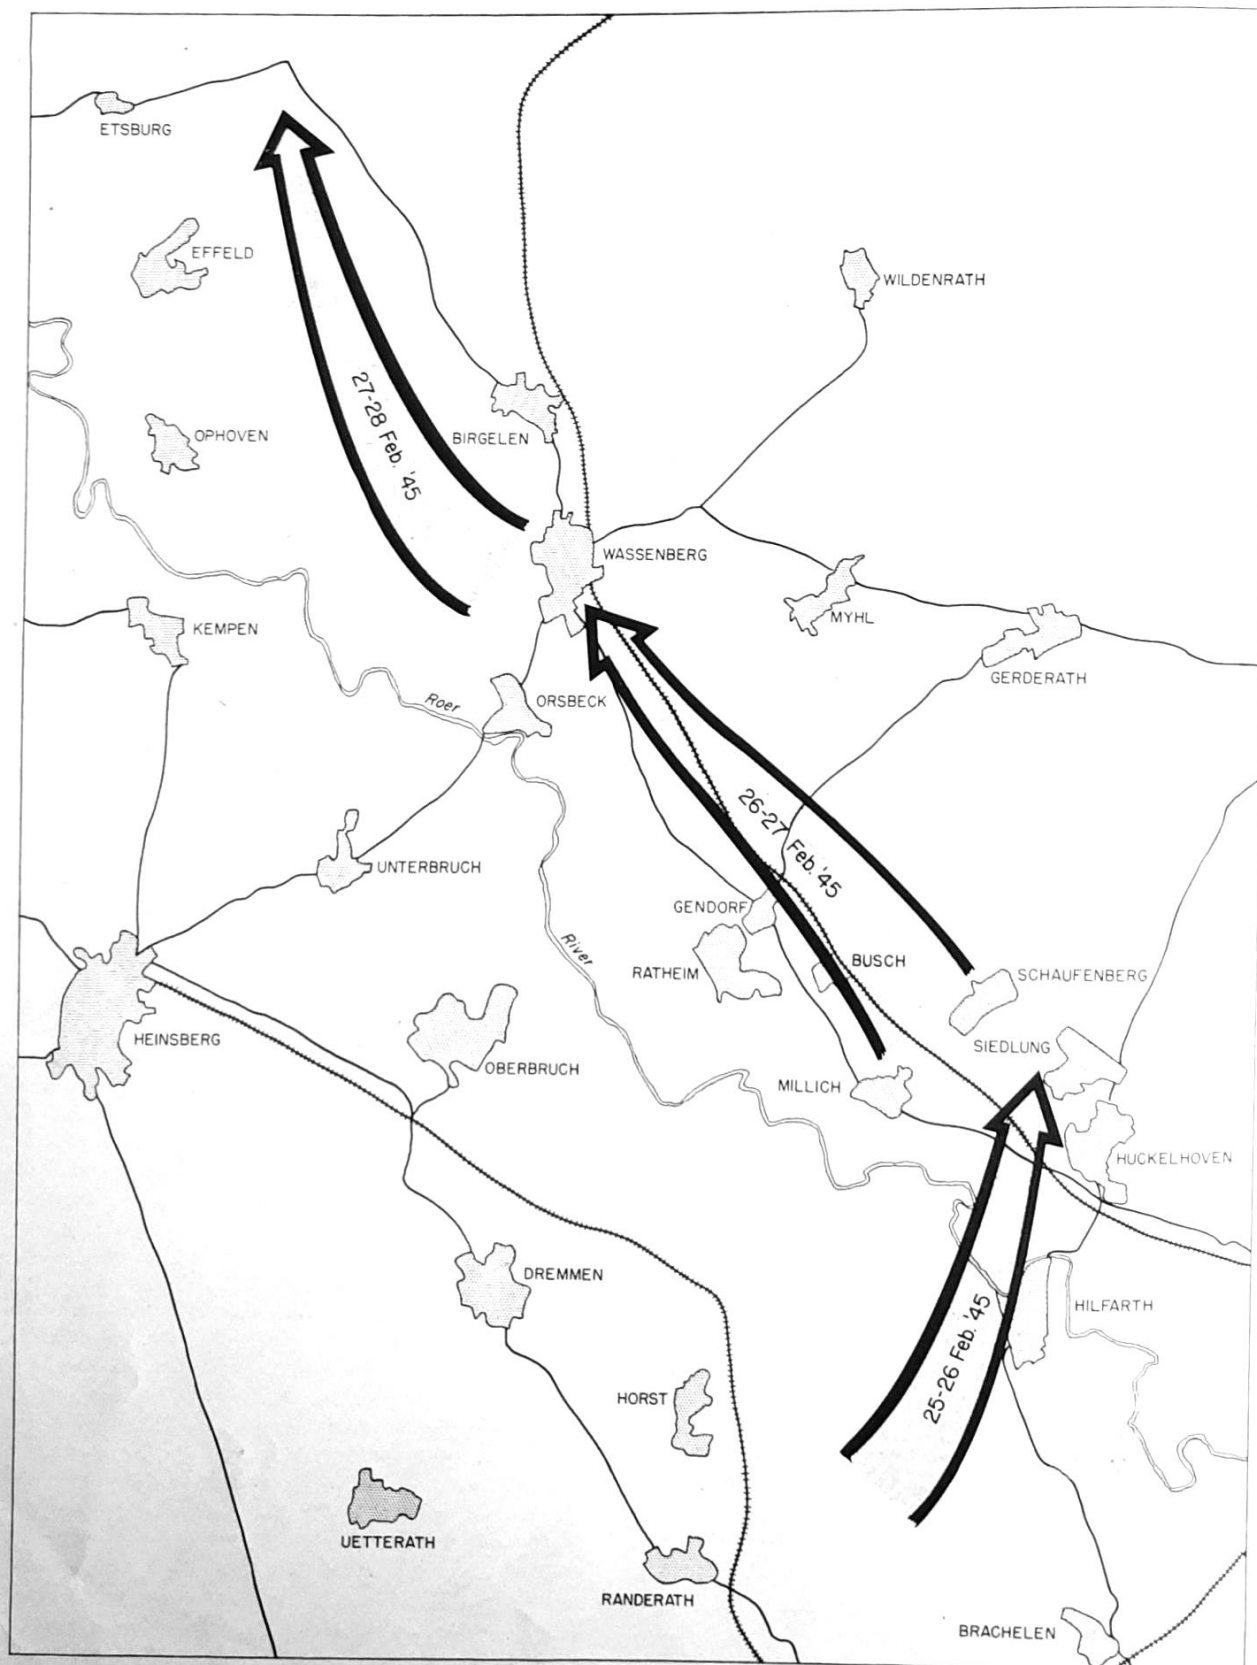 ETSBURG
EFFELD
WILDENRATH
27-28 Feb. '45
OPHOVEN
BIRGELEN
WASSENBERG
KEMPEN
MYHL
GERDERATH
Roer
ORSBECK
26-27 Feb. '45
UNTERBRUCH
GENDORF
River
RATHEIM
BUSCH
SCHAUFENBERG
HEINSBERG
SIEDLUNG
OBERBRUCH
MILLICH
HUCKELHOVEN
DREMMEN
HILFARTH
25-26 Feb. '45
HORST
UETTERATH
RANDERATH
BRACHELEN